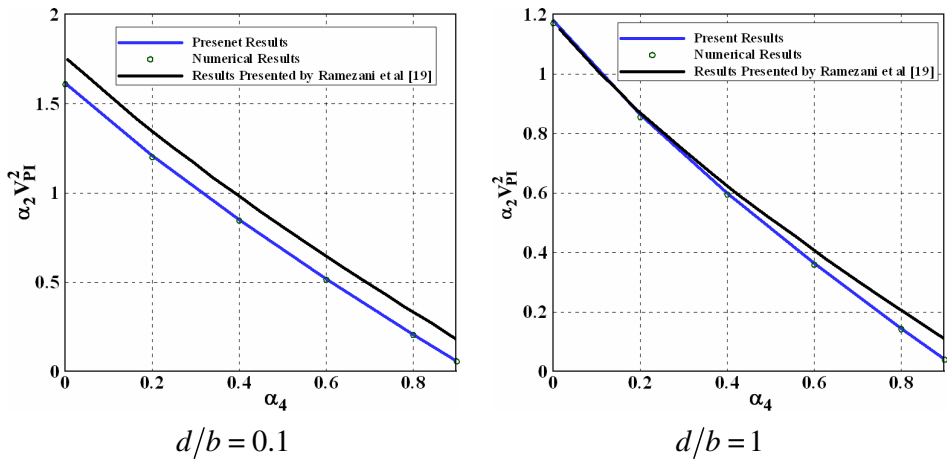 2
1.5
1
0.5
0
α₂ V²PI
Presenet Results
Numerical Results
Results Presented by Ramezani et al [19]
0 0.2 0.4 0.6 0.8
α₄
d/b = 0.1
1.2
1
0.8
0.6
0.4
0.2
0
α₂ V²PI
Present Results
Numerical Results
Results Presented by Ramezani et al [19]
0 0.2 0.4 0.6 0.8
α₄
d/b = 1